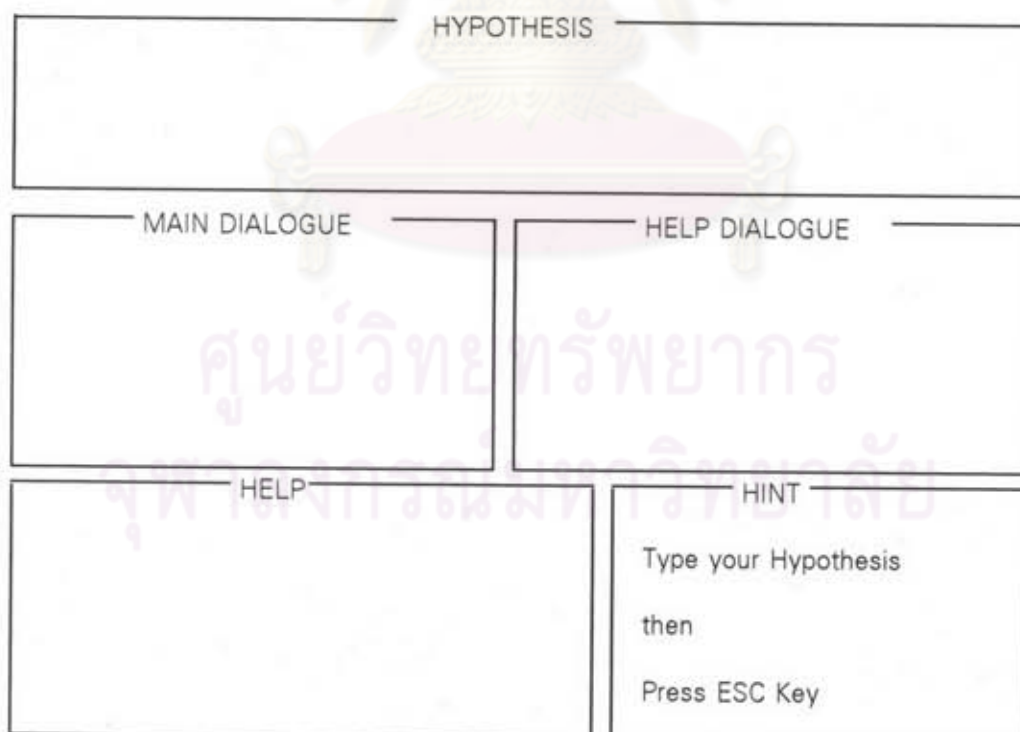 HYPOTHESIS
MAIN DIALOGUE
HELP DIALOGUE
ศูนย์วิทยทรัพยากร
จุฬาลงกรณ์มหาวิทยาลัย
HELP
HINT
Type your Hypothesis
then
Press ESC Key